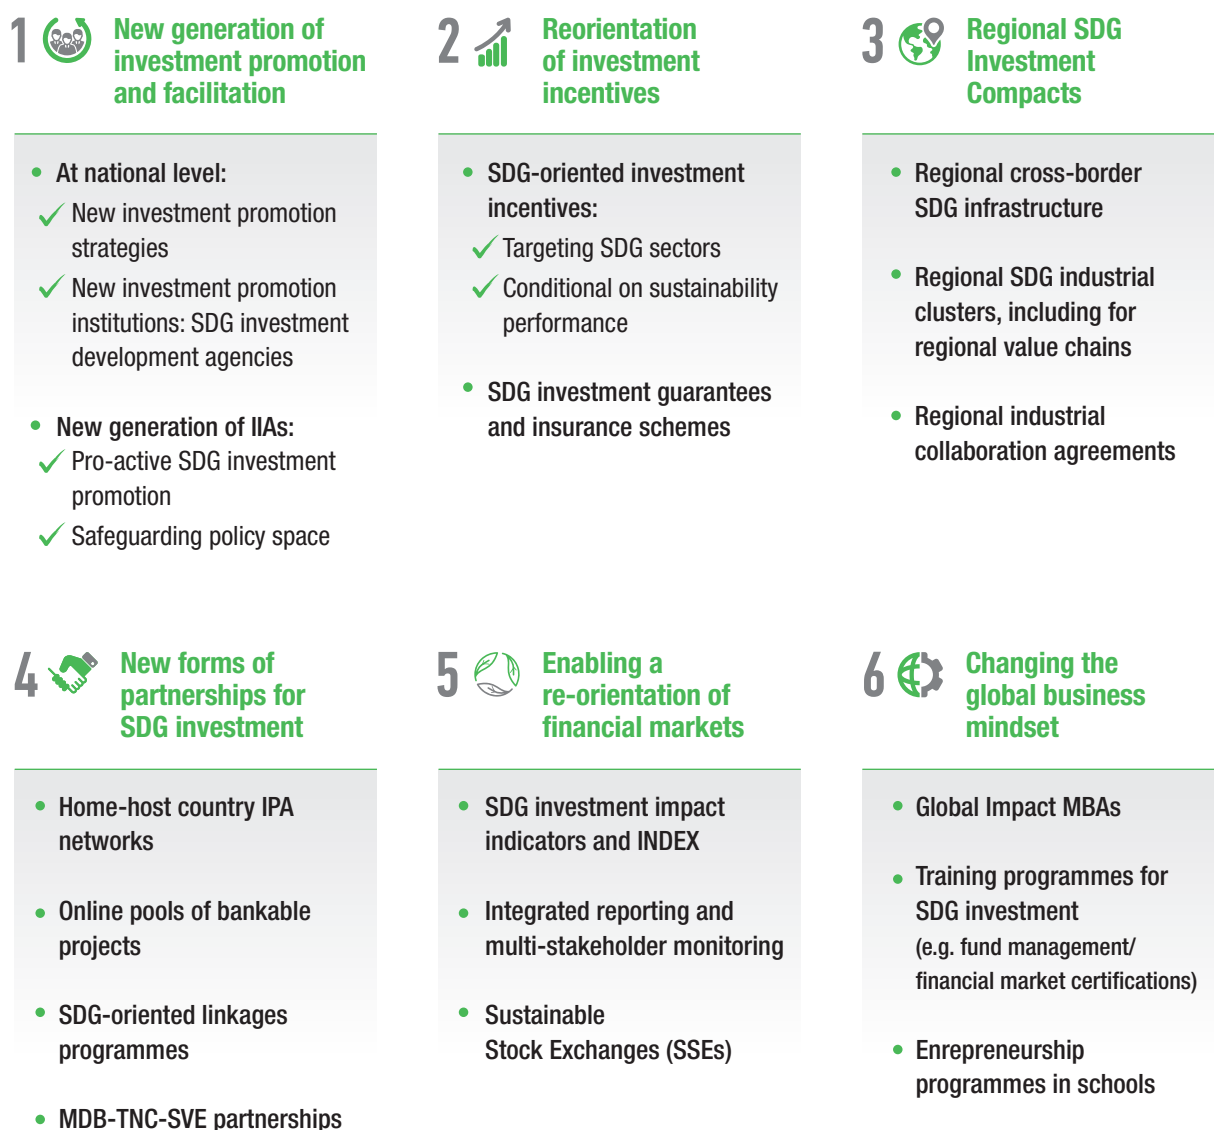 1
New generation of
investment promotion
and facilitation
• At national level:
✓ New investment promotion
strategies
✓ New investment promotion
institutions: SDG investment
development agencies
• New generation of IIAs:
✓ Pro-active SDG investment
promotion
✓ Safeguarding policy space
2
Reorientation
of investment
incentives
• SDG-oriented investment
incentives:
✓ Targeting SDG sectors
✓ Conditional on sustainability
performance
• SDG investment guarantees
and insurance schemes
3
Regional SDG
Investment
Compacts
• Regional cross-border
SDG infrastructure
• Regional SDG industrial
clusters, including for
regional value chains
• Regional industrial
collaboration agreements
4
New forms of
partnerships for
SDG investment
• Home-host country IPA
networks
• Online pools of bankable
projects
• SDG-oriented linkages
programmes
• MDB-TNC-SVE partnerships
5
Enabling a
re-orientation of
financial markets
• SDG investment impact
indicators and INDEX
• Integrated reporting and
multi-stakeholder monitoring
• Sustainable
Stock Exchanges (SSEs)
6
Changing the
global business
mindset
• Global Impact MBAs
• Training programmes for
SDG investment
(e.g. fund management/
financial market certifications)
• Enrepreneurship
programmes in schools